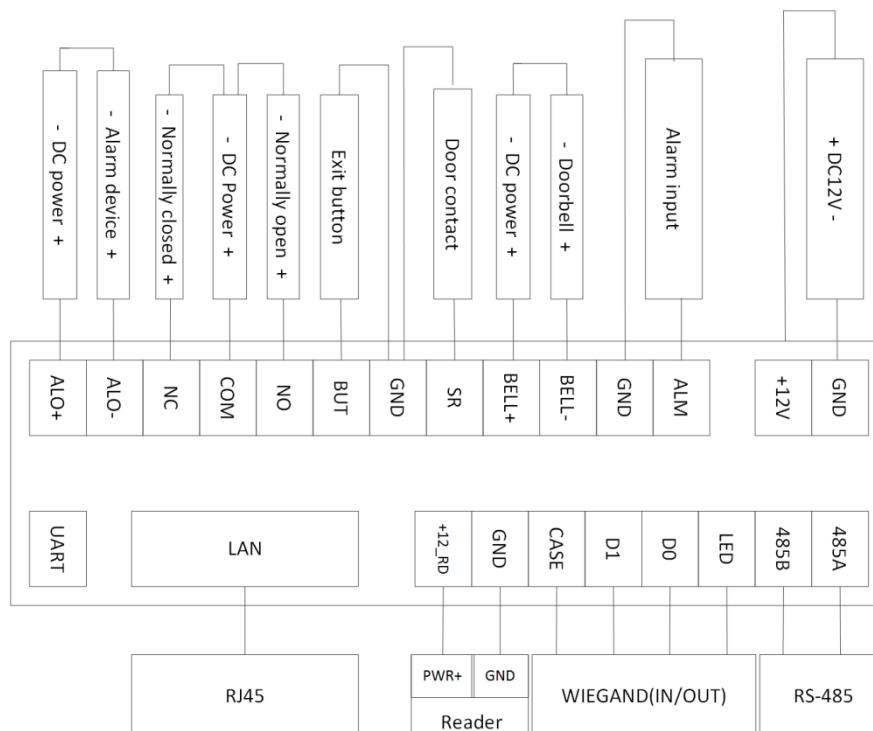 - DC power +
- Alarm device +
- Normally closed +
- DC Power +
- Normally open +
Exit button
Door contact
- DC power +
- Doorbell +
Alarm input
+ DC12V -
ALO+
ALO-
NC
COM
NO
BUT
GND
SR
BELL+
BELL-
GND
ALM
+12V
GND
UART
LAN
+12_RD
GND
CASE
D1
D0
LED
485B
485A
RJ45
PWR+
GND
Reader
WIEGAND(IN/OUT)
RS-485